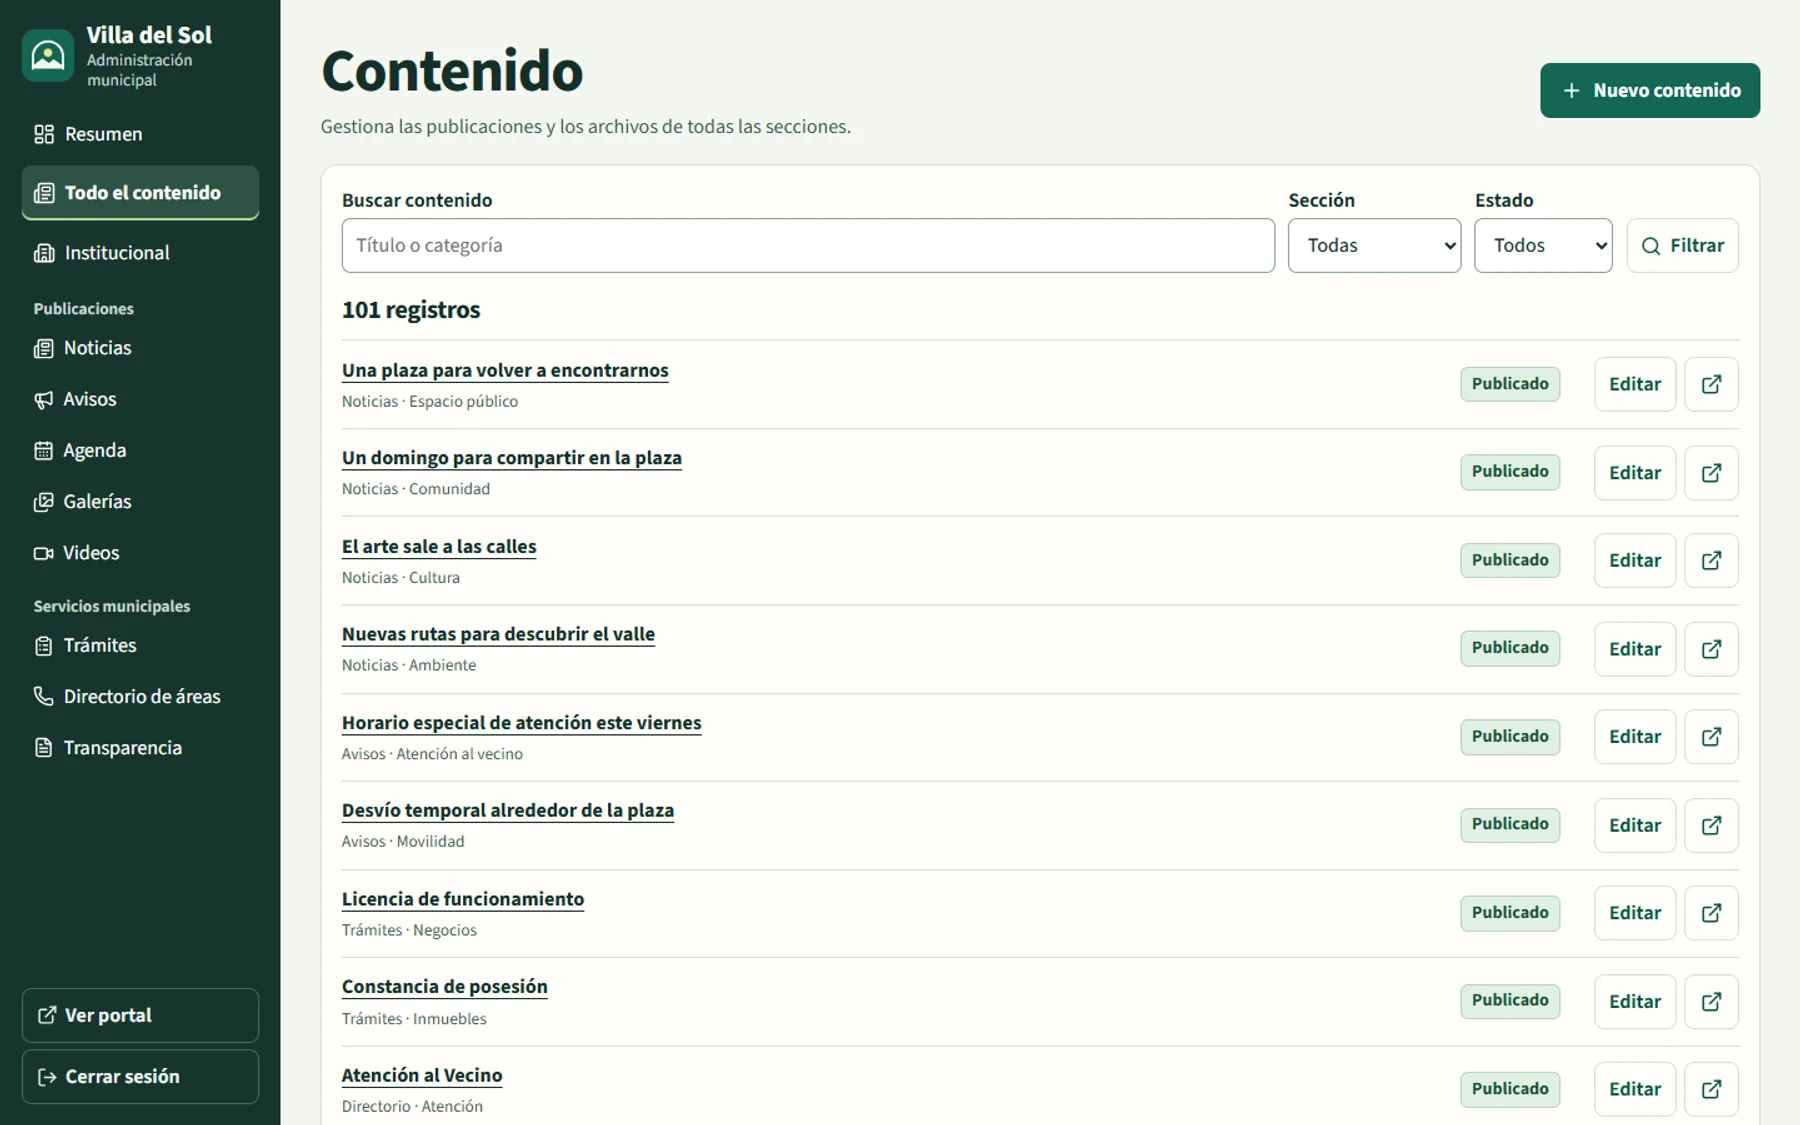 Villa del Sol
Administración
municipal
Resumen
Todo el contenido
Institucional
Publicaciones
Noticias
Avisos
Agenda
Galerías
Videos
Servicios municipales
Trámites
Directorio de áreas
Transparencia
Ver portal
Cerrar sesión
Contenido
Gestiona las publicaciones y los archivos de todas las secciones.
Nuevo contenido
Buscar contenido
Título o categoría
Sección
Todas
Estado
Todos
Filtrar
101 registros
Una plaza para volver a encontrarnos
Noticias · Espacio público
Publicado
Editar
Un domingo para compartir en la plaza
Noticias · Comunidad
Publicado
Editar
El arte sale a las calles
Noticias · Cultura
Publicado
Editar
Nuevas rutas para descubrir el valle
Noticias · Ambiente
Publicado
Editar
Horario especial de atención este viernes
Avisos · Atención al vecino
Publicado
Editar
Desvío temporal alrededor de la plaza
Avisos · Movilidad
Publicado
Editar
Licencia de funcionamiento
Trámites · Negocios
Publicado
Editar
Constancia de posesión
Trámites · Inmuebles
Publicado
Editar
Atención al Vecino
Directorio · Atención
Publicado
Editar